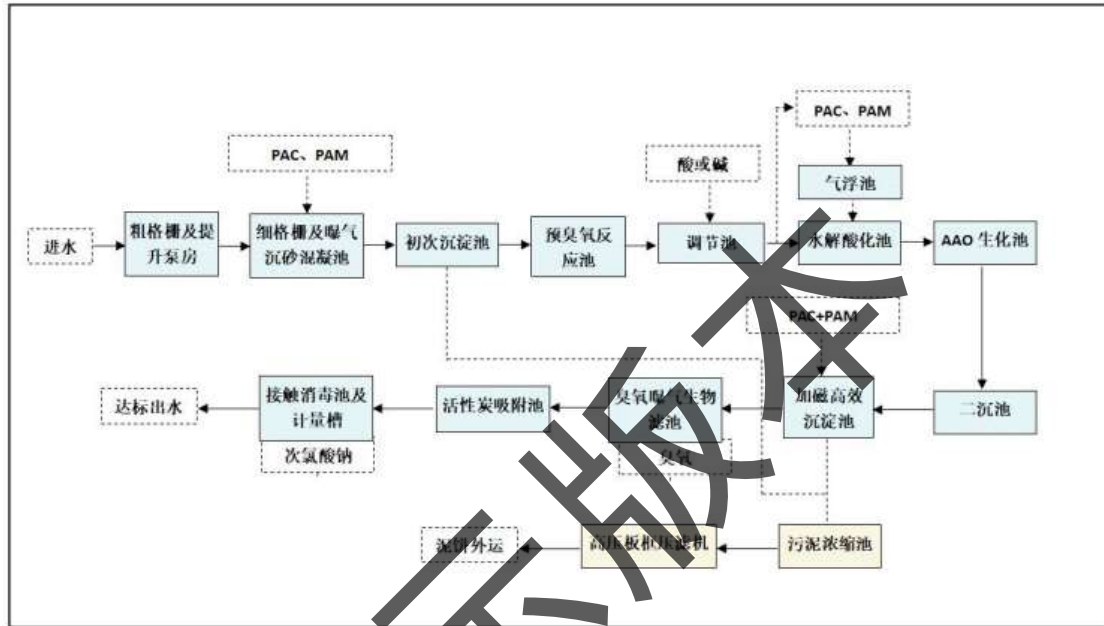 PAC、PAM
PAC、PAM
酸或碱
气浮池
进水
粗格栅及提
升泵房
细格栅及曝气
沉砂混凝池
初次沉淀池
预臭氧反
应池
调节池
水解酸化池
AAO 生化池
PAC+PAM
达标出水
接触消毒池及
计量槽
次氯酸钠
活性炭吸附池
臭氧曝气生物
滤池
臭氧
加磁高效
沉淀池
二沉池
泥饼外运
高压板框压滤机
污泥浓缩池
示版本